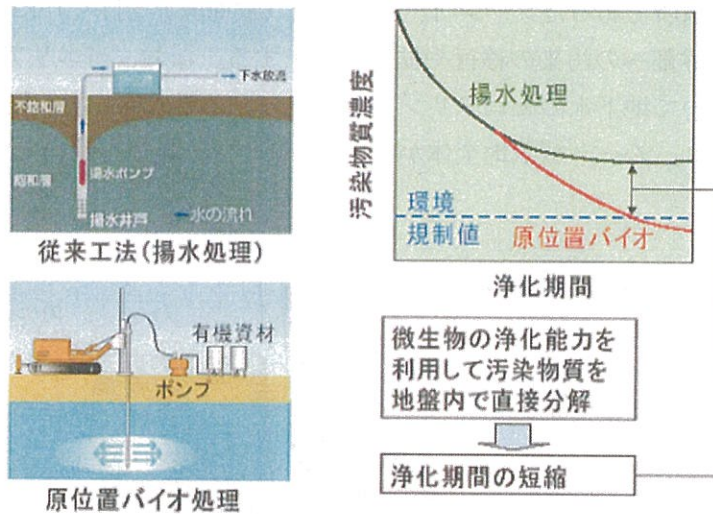 下水放流
不飽和層
飽和層
揚水ポンプ
揚水井戸
水の流れ
従来工法(揚水処理)
有機資材
ポンプ
原位置バイオ処理
汚染物質濃度
揚水処理
環境
規制値
原位置バイオ
浄化期間
微生物の浄化能力を
利用して汚染物質を
地盤内で直接分解
浄化期間の短縮